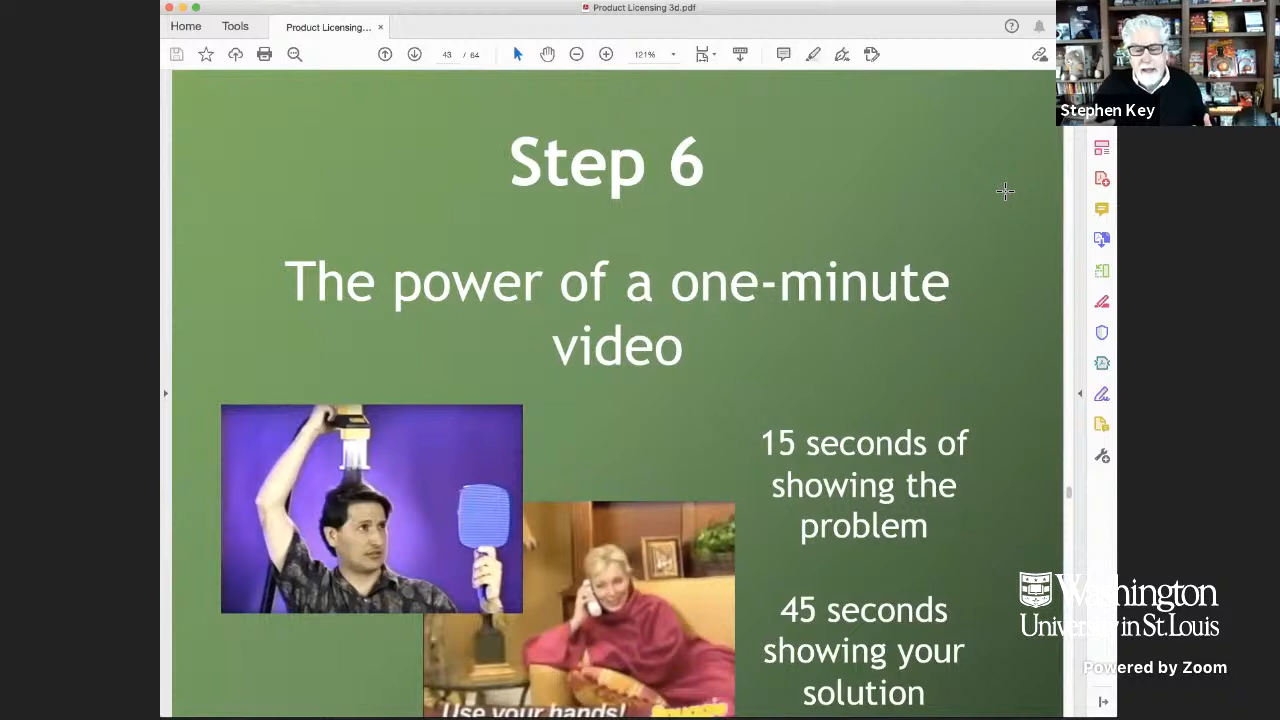 Product Licensing 3d.pdf
Home
Tools
Product Licensing...
43 / 64
121%
Stephen Key
Step 6
The power of a one-minute
video
15 seconds of
showing the
problem
45 seconds
showing your
solution
Use your hands!
Washington
University in St. Louis
Powered by Zoom